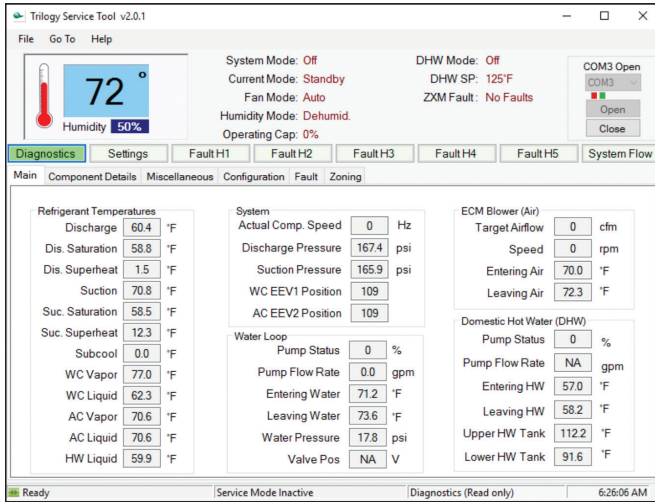 Trilogy Service Tool v2.0.1
File Go To Help
72 °
Humidity 50%
System Mode: Off
Current Mode: Standby
Fan Mode: Auto
Humidity Mode: Dehumid.
Operating Cap: 0%
DHW Mode: Off
DHW SP: 125°F
ZXM Fault: No Faults
COM3 Open
COM3
Open
Close
Diagnostics Settings Fault H1 Fault H2 Fault H3 Fault H4 Fault H5 System Flow
Main Component Details Miscellaneous Configuration Fault Zoning
Refrigerant Temperatures
Discharge 60.4 °F
Dis. Saturation 58.8 °F
Dis. Superheat 1.5 °F
Suction 70.8 °F
Suc. Saturation 58.5 °F
Suc. Superheat 12.3 °F
Subcool 0.0 °F
WC Vapor 77.0 °F
WC Liquid 62.3 °F
AC Vapor 70.6 °F
AC Liquid 70.6 °F
HW Liquid 59.9 °F
System
Actual Comp. Speed 0 Hz
Discharge Pressure 167.4 psi
Suction Pressure 165.9 psi
WC EEV1 Position 109
AC EEV2 Position 109
Water Loop
Pump Status 0 %
Pump Flow Rate 0.0 gpm
Entering Water 71.2 °F
Leaving Water 73.6 °F
Water Pressure 17.8 psi
Valve Pos NA V
ECM Blower (Air)
Target Airflow 0 cfm
Speed 0 rpm
Entering Air 70.0 °F
Leaving Air 72.3 °F
Domestic Hot Water (DHW)
Pump Status 0 %
Pump Flow Rate NA gpm
Entering HW 57.0 °F
Leaving HW 58.2 °F
Upper HW Tank 112.2 °F
Lower HW Tank 91.6 °F
Ready Service Mode Inactive Diagnostics (Read only) 6:26:06 AM